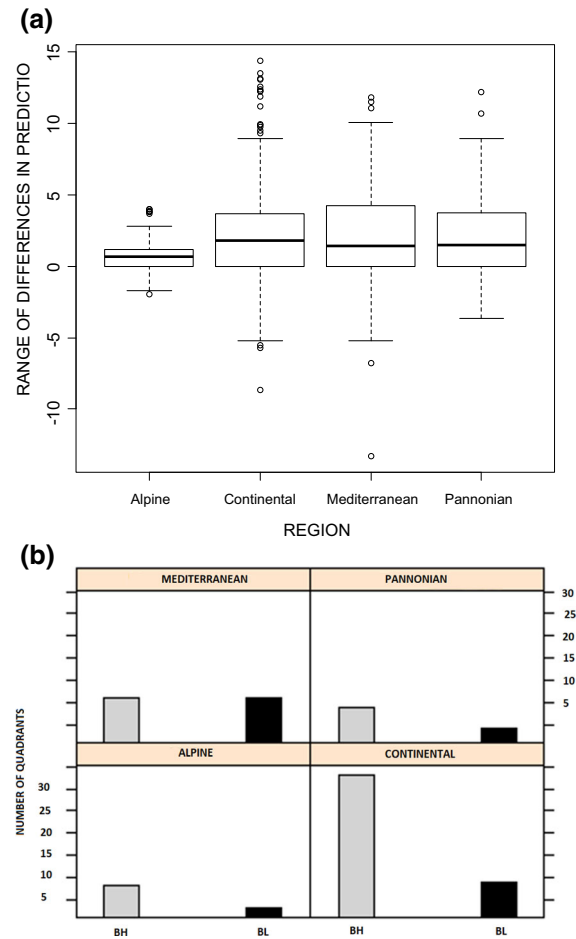 (a)
RANGE OF DIFFERENCES IN PREDICTIO
15
10
5
0
-5
-10
Alpine Continental Mediterranean Pannonian
REGION
(b)
MEDITERRANEAN PANNONIAN
30
25
20
15
10
5
NUMBER OF QUADRANTS
ALPINE CONTINENTAL
30
25
20
15
10
5
BH BL BH BL